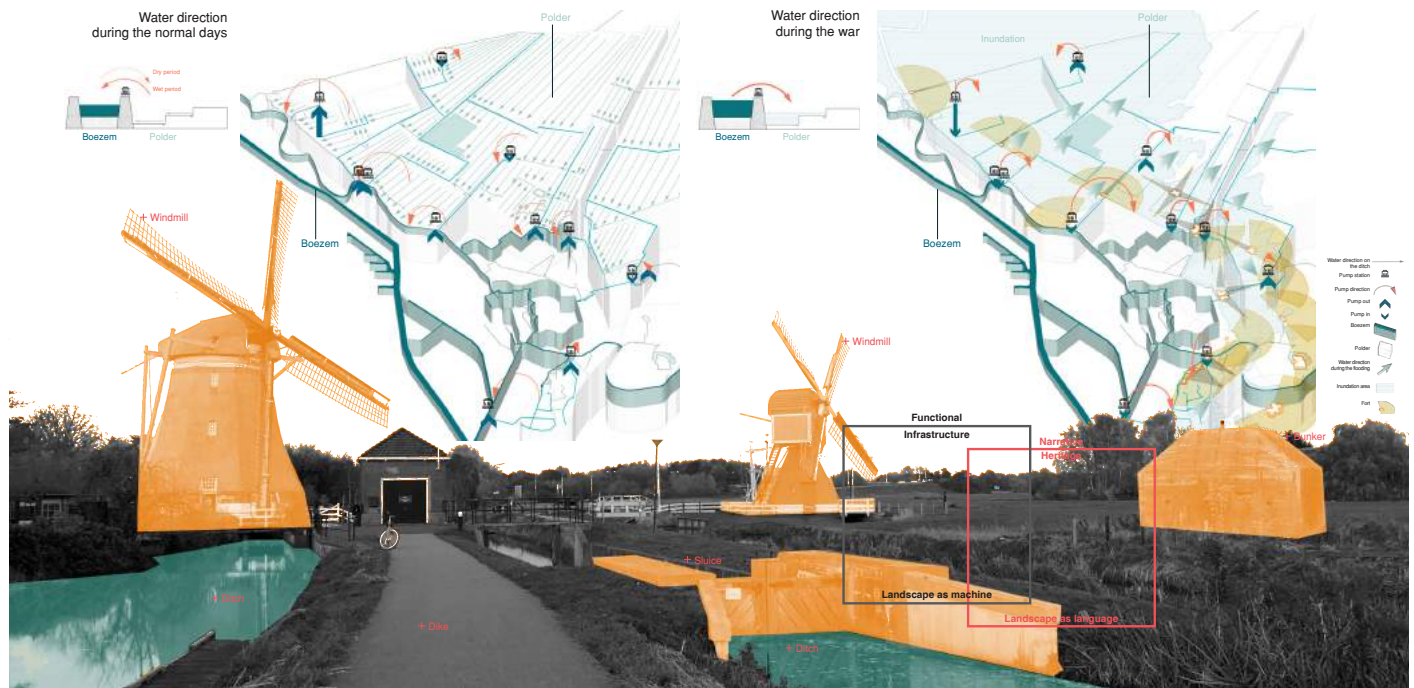 Water direction
during the normal days
Dry period
Wet period
Boezem
Polder
Polder
Boezem
Windmill
Water direction
during the war
Boezem
Polder
Inundation
Polder
Boezem
Windmill
Water direction on
the ditch
Pump station
Pump direction
Pump out
Pump in
Boezem
Polder
Water direction
during the flooding
Inundation area
Fort
Functional
Infrastructure
Narrative
Heritage
Bunker
Sluice
Landscape as machine
Landscape as language
Dike
Ditch